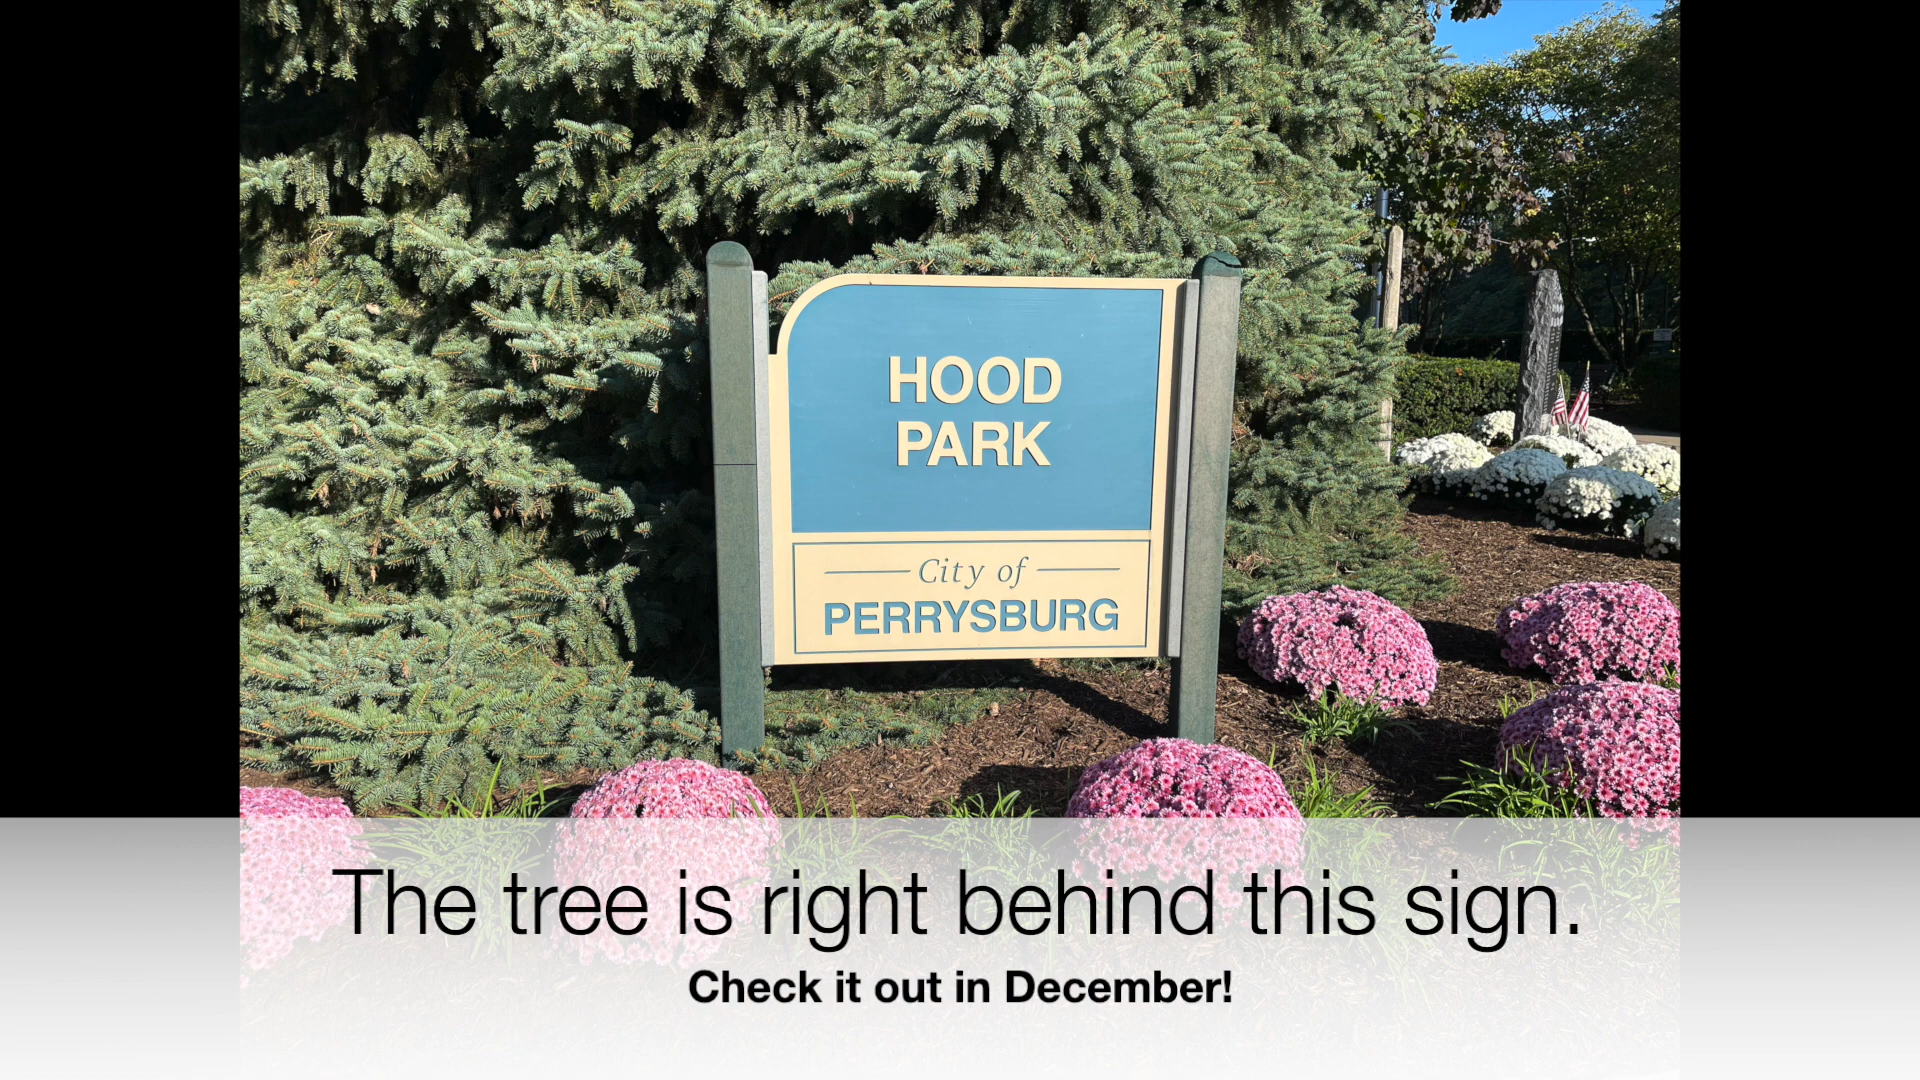 HOOD
PARK
City of
PERRYSBURG
The tree is right behind this sign.
Check it out in December!